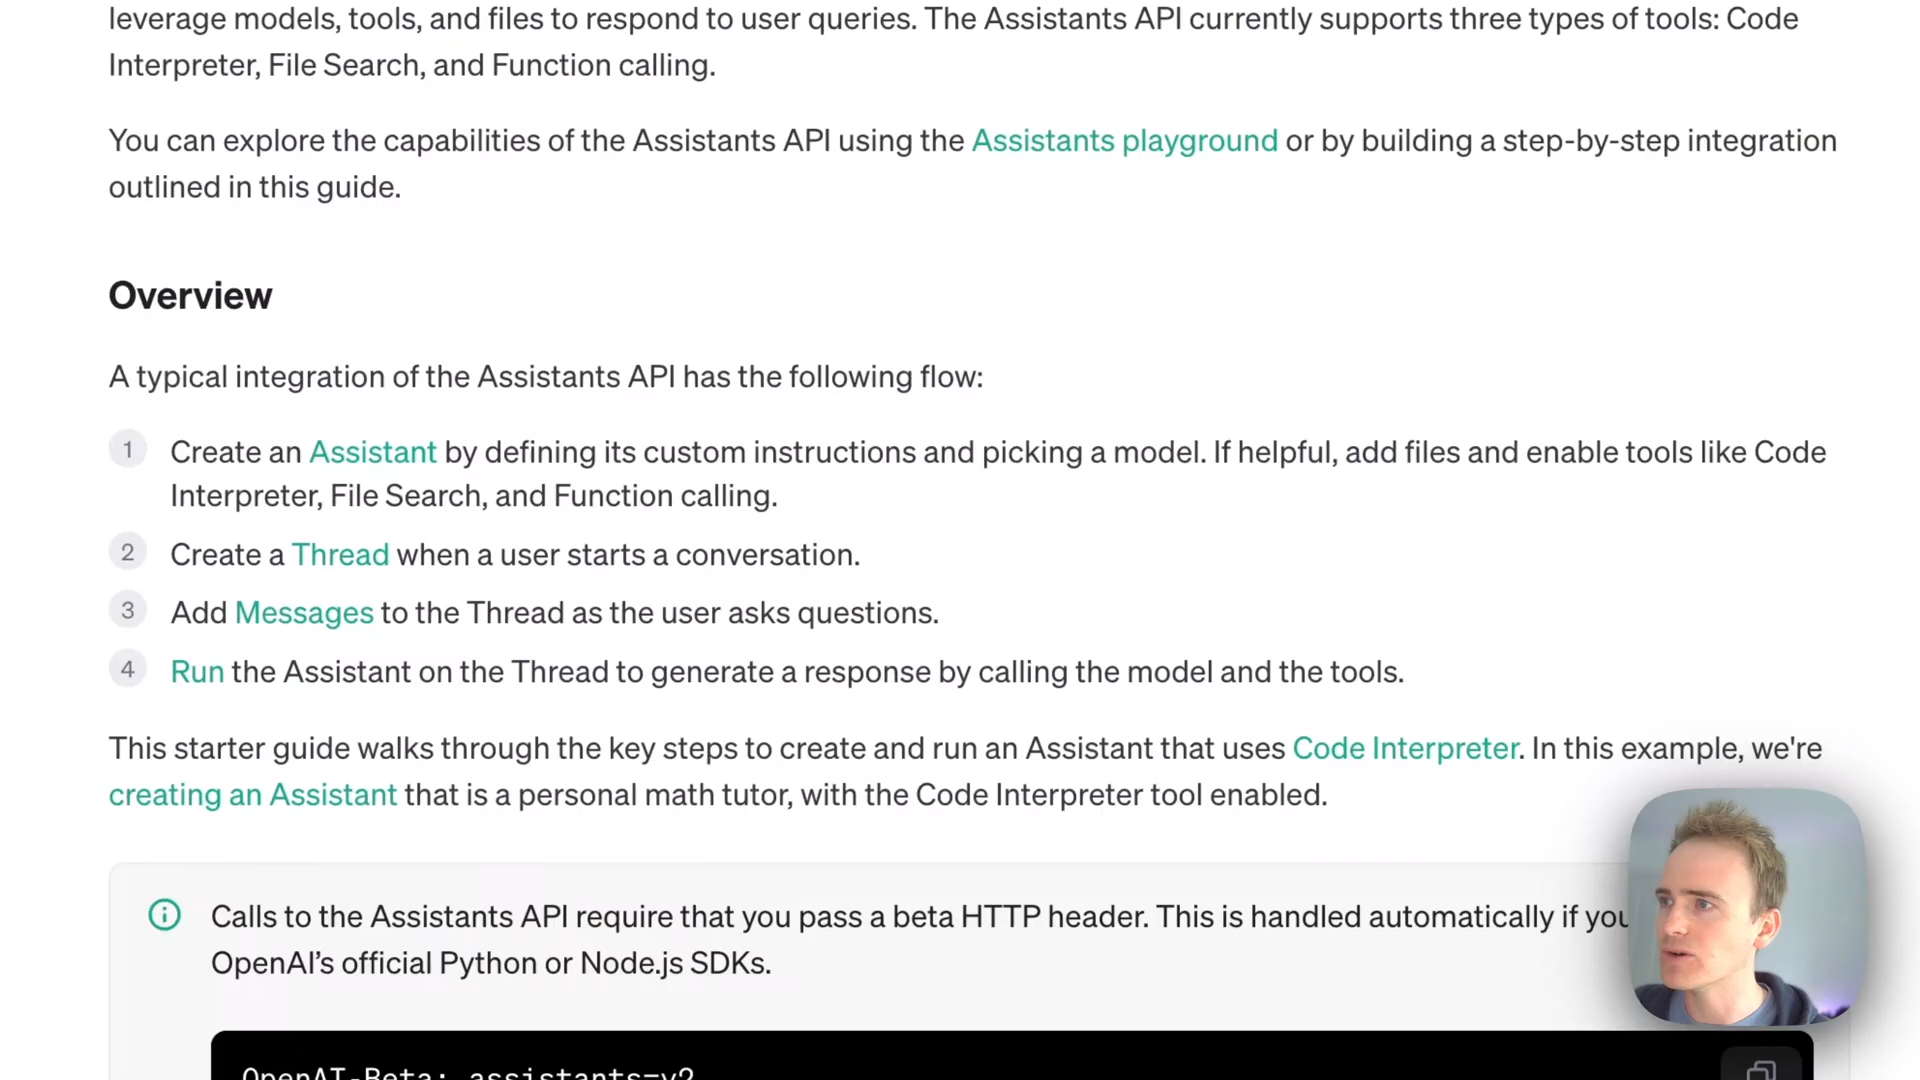 leverage models, tools, and files to respond to user queries. The Assistants API currently supports three types of tools: Code
Interpreter, File Search, and Function calling.
You can explore the capabilities of the Assistants API using the Assistants playground or by building a step-by-step integration
outlined in this guide.
Overview
A typical integration of the Assistants API has the following flow:
1 Create an Assistant by defining its custom instructions and picking a model. If helpful, add files and enable tools like Code
Interpreter, File Search, and Function calling.
2 Create a Thread when a user starts a conversation.
3 Add Messages to the Thread as the user asks questions.
4 Run the Assistant on the Thread to generate a response by calling the model and the tools.
This starter guide walks through the key steps to create and run an Assistant that uses Code Interpreter. In this example, we're
creating an Assistant that is a personal math tutor, with the Code Interpreter tool enabled.
Calls to the Assistants API require that you pass a beta HTTP header. This is handled automatically if you
OpenAI’s official Python or Node.js SDKs.
OpenAI-Beta: assistants=v2